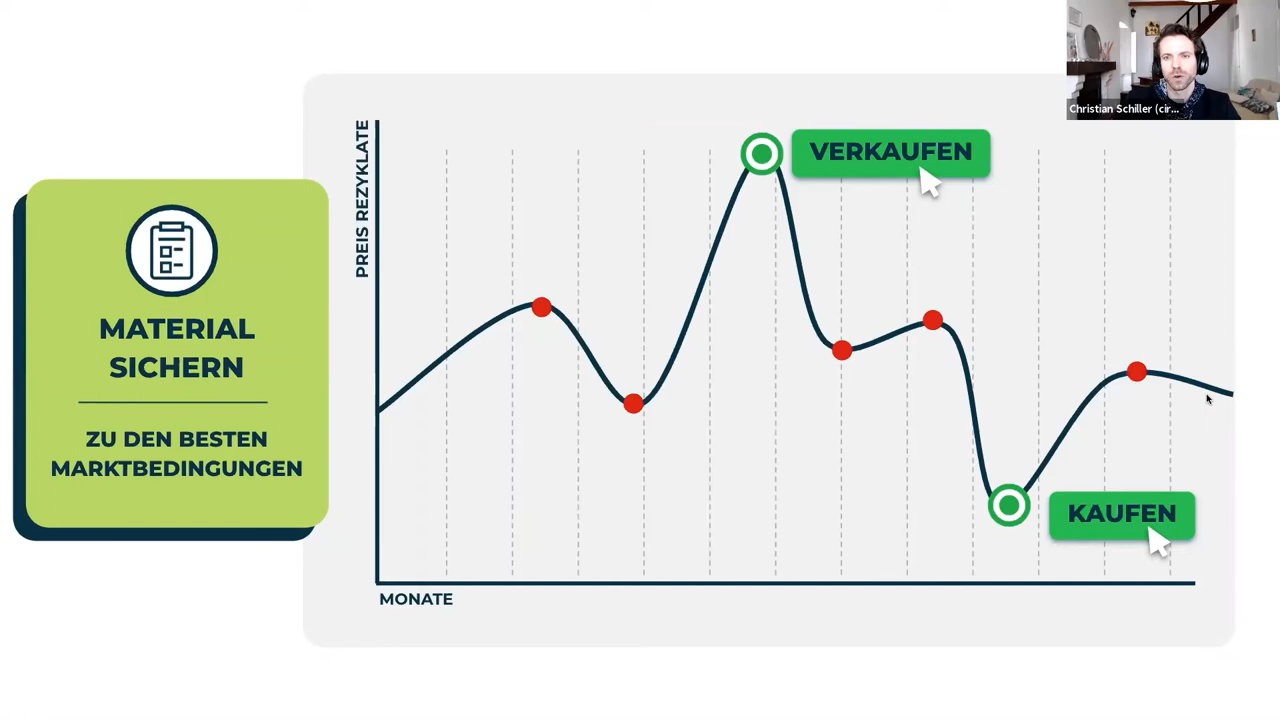 MATERIAL
SICHERN
ZU DEN BESTEN
MARKTBEDINGUNGEN
PREIS REZYKLATE
VERKAUFEN
KAUFEN
MONATE
Christian Schiller (cir...